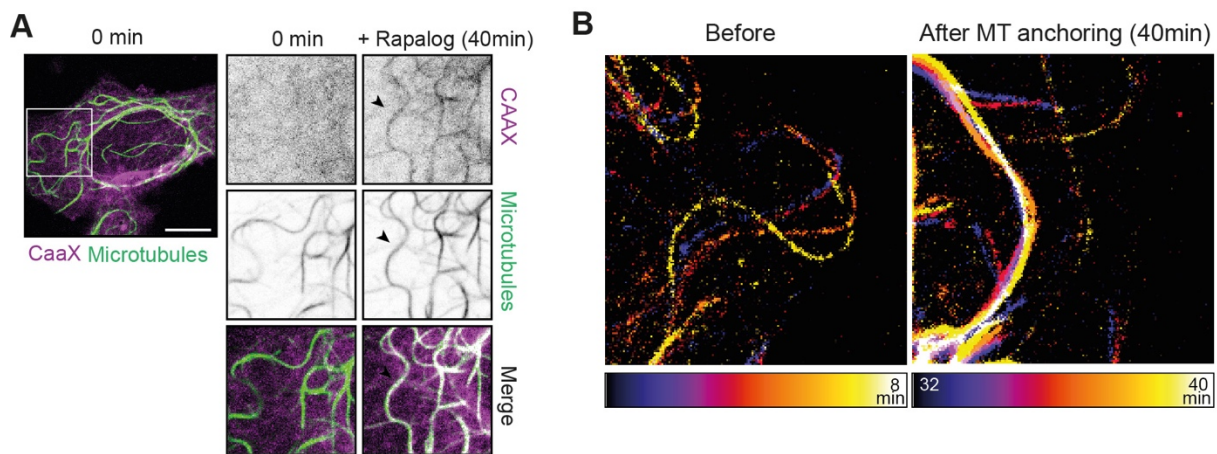 A
0 min
0 min
+ Rapalog (40min)
CAAX
Microtubules
Merge
CaaX Microtubules
B
Before
After MT anchoring (40min)
8
min
32
40
min